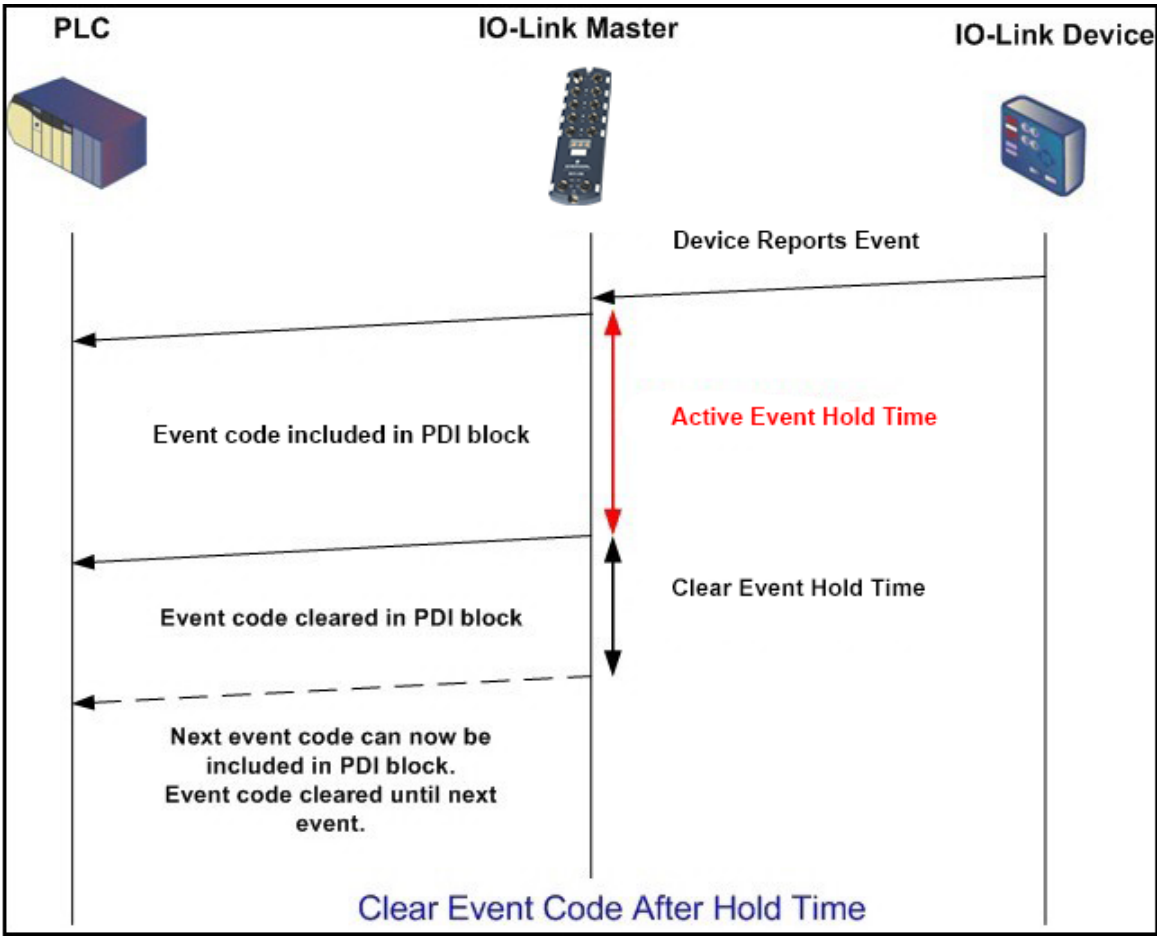 PLC
IO-Link Master
IO-Link Device
Device Reports Event
Active Event Hold Time
Event code included in PDI block
Clear Event Hold Time
Event code cleared in PDI block
Next event code can now be
included in PDI block.
Event code cleared until next
event.
Clear Event Code After Hold Time